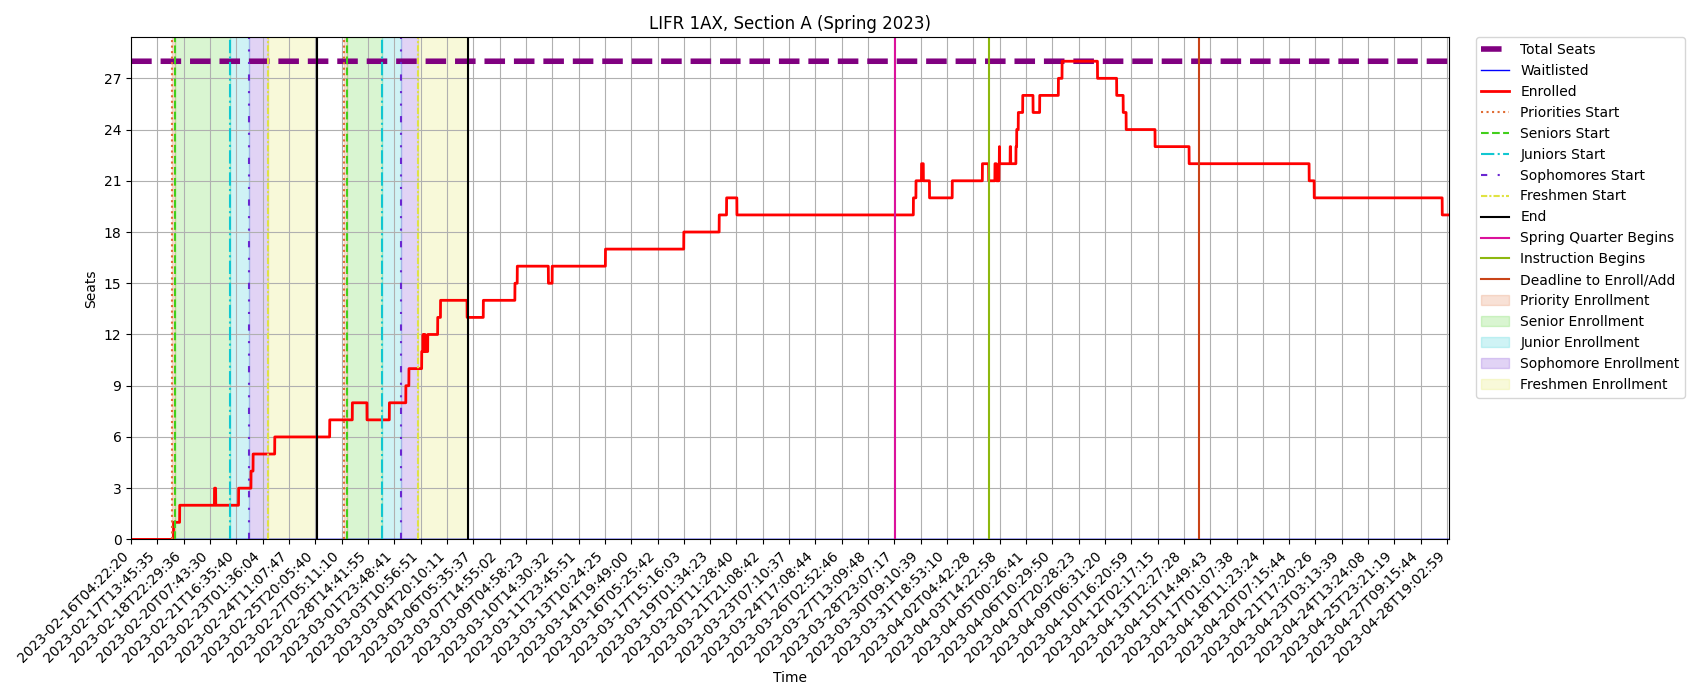 LIFR 1AX, Section A (Spring 2023)
Seats
27
24
21
18
15
12
9
6
3
0
2023-02-16T04:22:20
2023-02-17T13:45:35
2023-02-18T22:29:36
2023-02-20T07:43:30
2023-02-21T16:35:40
2023-02-23T01:36:04
2023-02-24T11:07:47
2023-02-25T20:05:40
2023-02-27T05:11:10
2023-02-28T14:41:55
2023-03-01T23:48:41
2023-03-03T10:56:51
2023-03-04T20:10:11
2023-03-06T05:35:37
2023-03-07T14:55:02
2023-03-09T04:58:23
2023-03-10T14:30:32
2023-03-11T23:45:51
2023-03-13T10:24:25
2023-03-14T19:49:00
2023-03-16T05:25:42
2023-03-17T15:16:03
2023-03-19T01:34:23
2023-03-20T11:28:40
2023-03-21T21:08:42
2023-03-23T07:10:37
2023-03-24T17:08:44
2023-03-26T02:52:46
2023-03-27T13:09:48
2023-03-28T23:07:17
2023-03-30T09:10:39
2023-03-31T18:53:10
2023-04-02T04:42:28
2023-04-03T14:22:58
2023-04-05T00:26:41
2023-04-06T10:29:50
2023-04-07T20:28:23
2023-04-09T06:31:20
2023-04-10T16:20:59
2023-04-12T02:17:15
2023-04-13T12:27:28
2023-04-15T14:49:43
2023-04-17T01:07:38
2023-04-18T11:23:24
2023-04-20T07:15:44
2023-04-21T17:20:26
2023-04-23T03:13:39
2023-04-24T13:24:08
2023-04-25T23:21:19
2023-04-27T09:15:44
2023-04-28T19:02:59
Time
Total Seats
Waitlisted
Enrolled
Priorities Start
Seniors Start
Juniors Start
Sophomores Start
Freshmen Start
End
Spring Quarter Begins
Instruction Begins
Deadline to Enroll/Add
Priority Enrollment
Senior Enrollment
Junior Enrollment
Sophomore Enrollment
Freshmen Enrollment